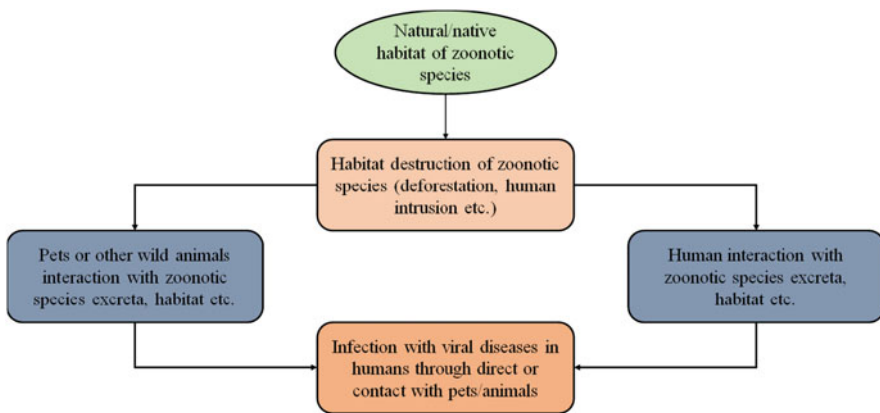 Natural/native
habitat of zoonotic
species
Habitat destruction of zoonotic
species (deforestation, human
intrusion etc.)
Pets or other wild animals
interaction with zoonotic
species excreta, habitat etc.
Human interaction with
zoonotic species excreta,
habitat etc.
Infection with viral diseases in
humans through direct or
contact with pets/animals